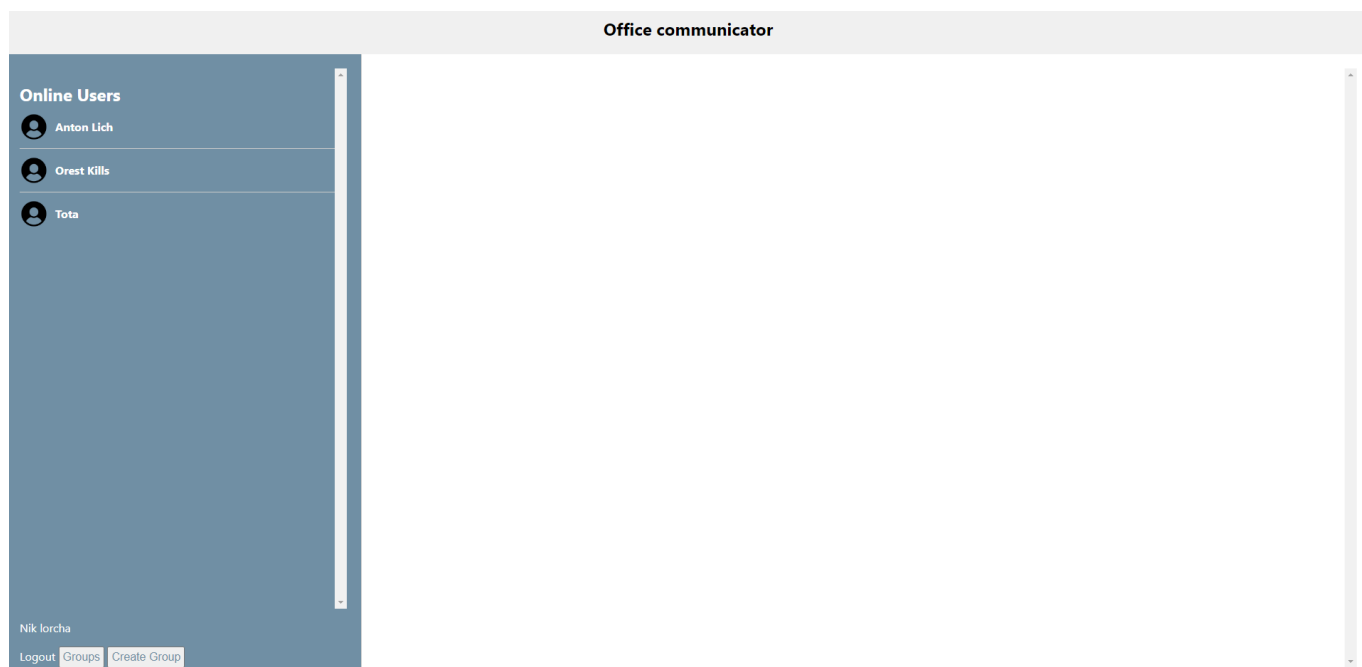 Office communicator
Online Users
Anton Lich
Orest Kills
Tota
Nik lorcha
Logout Groups Create Group